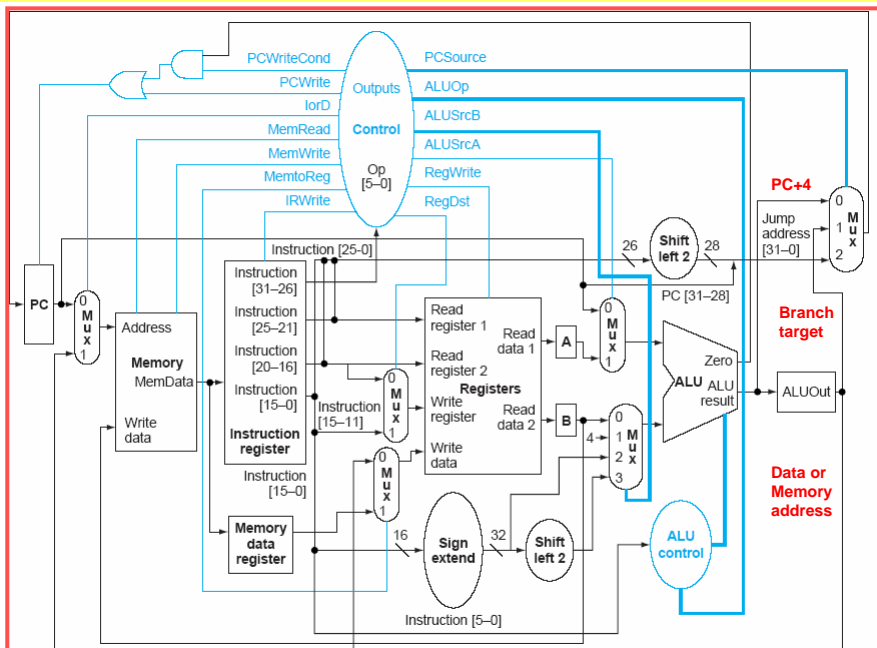 PCWriteCond
PCWrite
IorD
MemRead
MemWrite
MemtoReg
IRWrite
Outputs
Control
Op
[5–0]
PCSource
ALUOp
ALUSrcB
ALUSrcA
RegWrite
RegDst
PC+4
0
1
2
M
u
x
Jump
address
[31–0]
Instruction [25-0]
26
Shift
left 2
28
PC [31–28]
PC
0
M
u
x
1
Address
Memory
MemData
Write
data
Instruction
[31–26]
Instruction
[25–21]
Instruction
[20–16]
Instruction
[15–0]
Instruction
register
Instruction
[15–11]
Instruction
[15–0]
Memory
data
register
0
M
u
x
1
0
M
u
x
1
Read
register 1
Read
register 2
Registers
Write
register
Write
data
Read
data 1
Read
data 2
A
B
0
M
u
x
1
4
0
1
2
3
M
u
x
Zero
ALU
ALU
result
ALUOut
Branch
target
Data or
Memory
address
16
Sign
extend
32
Shift
left 2
ALU
control
Instruction [5–0]